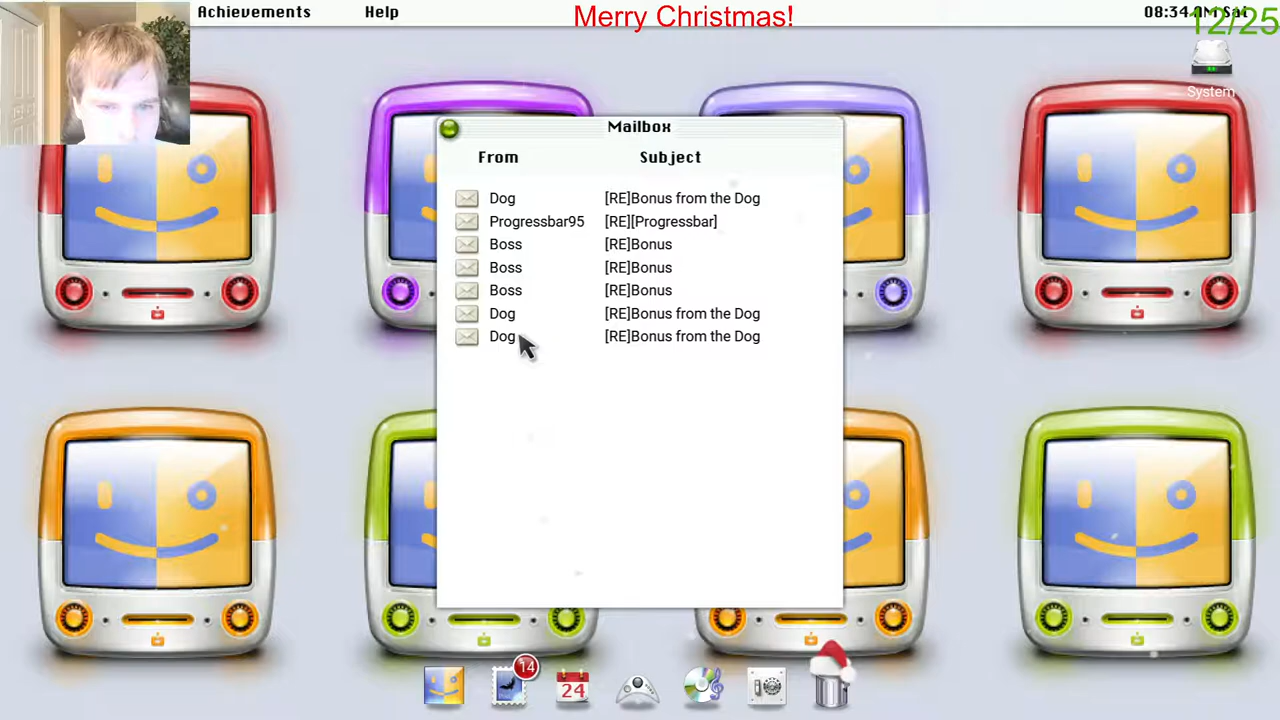 Achievements Help Merry Christmas! 08:34 AM Sat
12/25
System
Mailbox
From Subject
Dog [RE]Bonus from the Dog
Progressbar95 [RE][Progressbar]
Boss [RE]Bonus
Boss [RE]Bonus
Boss [RE]Bonus
Dog [RE]Bonus from the Dog
Dog [RE]Bonus from the Dog
14
24